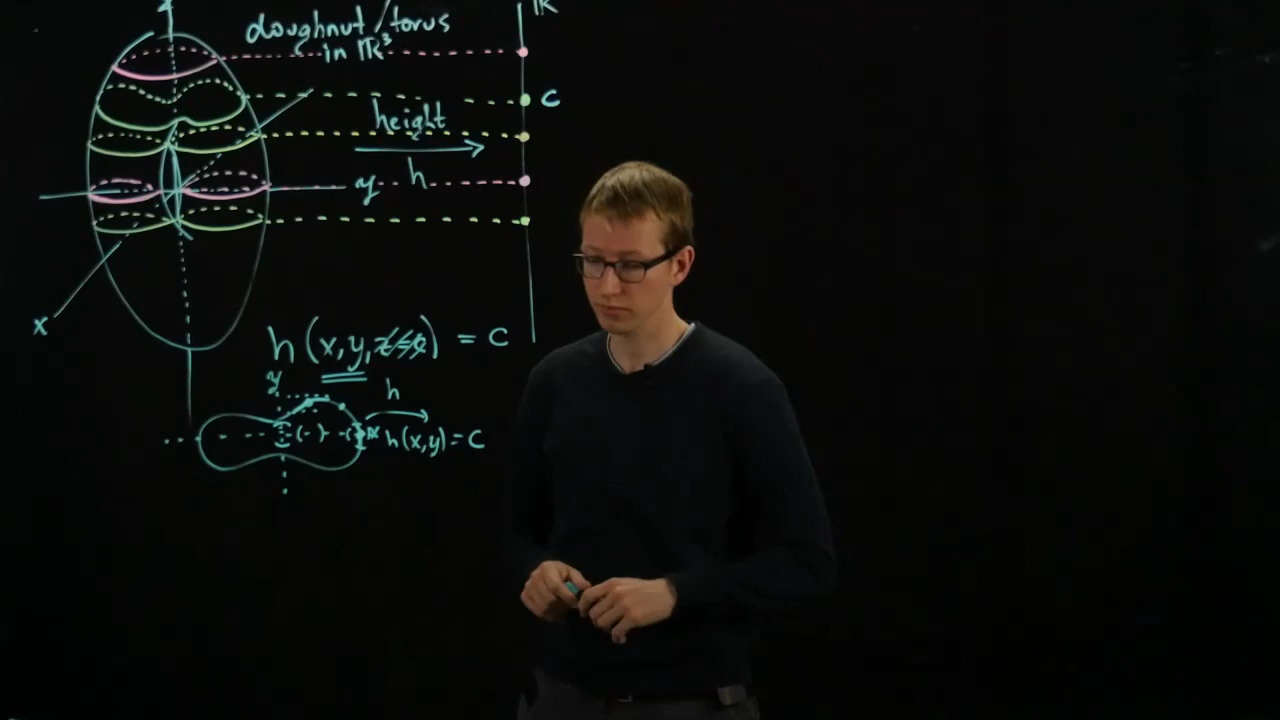 z
ℝ
doughnut/torus
in ℝ³
C
height
h
y
x
h(x,y,z=c) = C
y
h
x
h(x,y)=C